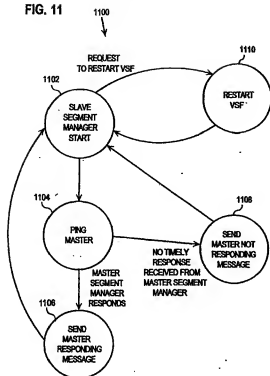 FIG. 11
1100
REQUEST
TO RESTART VSF
1110
RESTART
VSF
1102
SLAVE
SEGMENT
MANAGER
START
1104
PING
MASTER
NO TIMELY
RESPONSE
RECEIVED FROM
MASTER SEGMENT
MANAGER
1108
SEND
MASTER NOT
RESPONDING
MESSAGE
MASTER
SEGMENT
MANAGER
RESPONDS
1106
SEND
MASTER
RESPONDING
MESSAGE